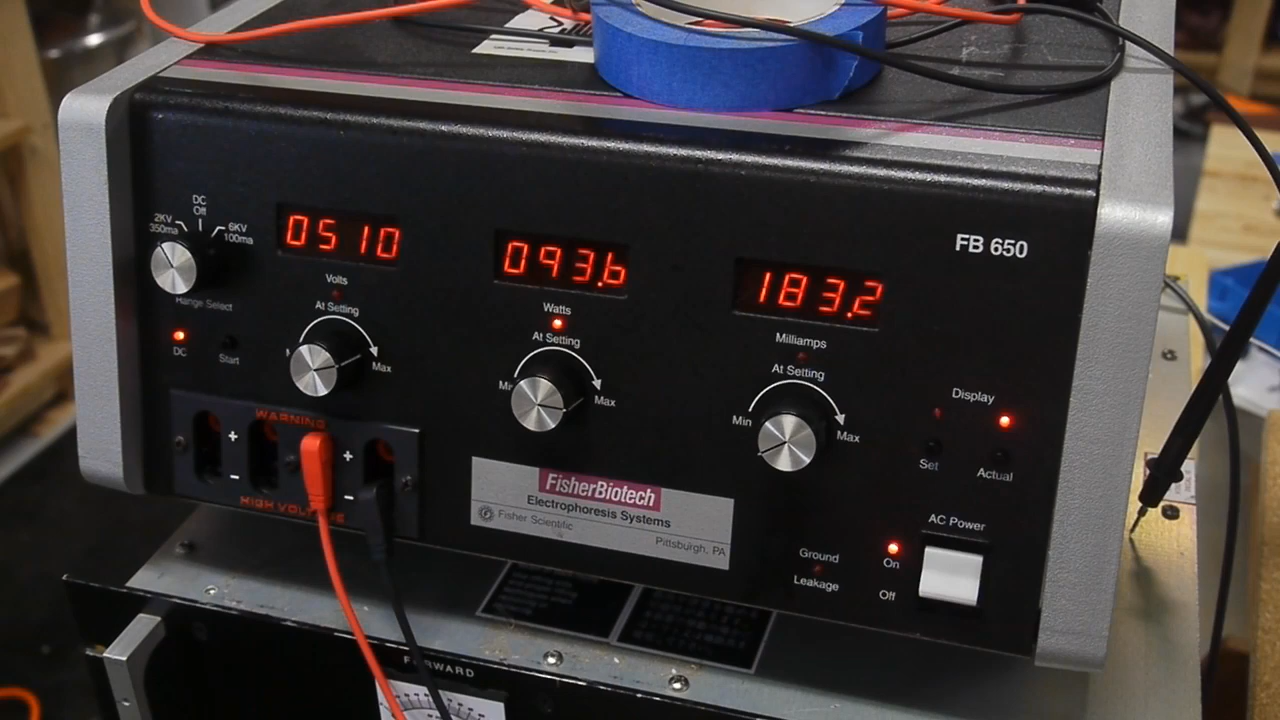 DC
Off
2KV
350ma
6KV
100ma
Range Select
DC
Start
0510
Volts
At Setting
Max
093.6
Watts
At Setting
Max
183.2
Milliamps
At Setting
Min
Max
FB 650
Display
Set
Actual
WARNING
+
-
+
-
HIGH VOLTAGE
FisherBiotech
Electrophoresis Systems
Fisher Scientific
Pittsburgh, PA
AC Power
Ground
Leakage
On
Off
FORWARD